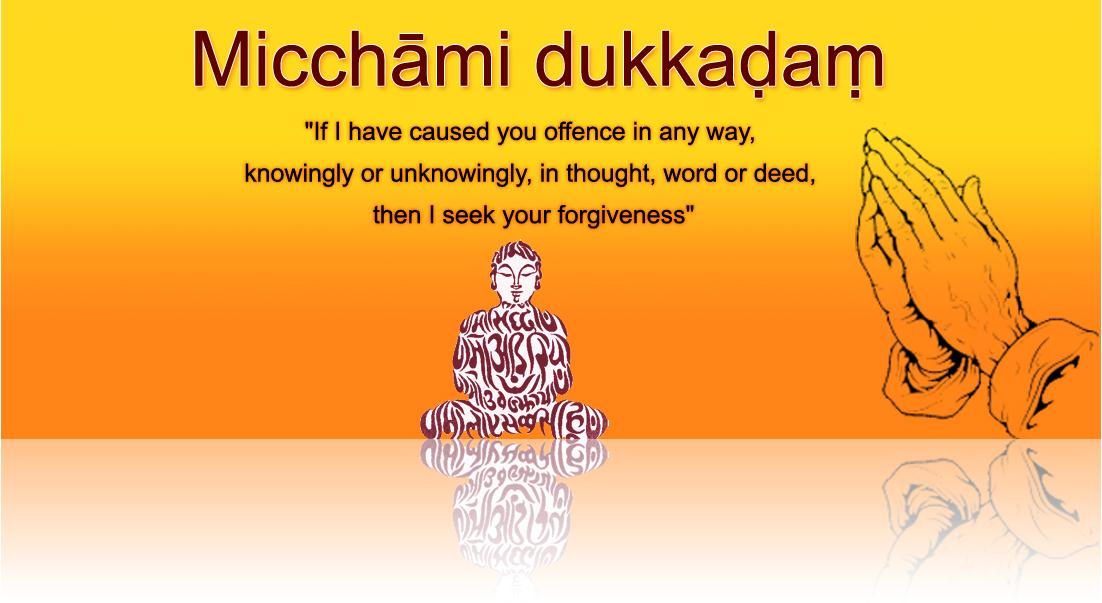 Micchāmi dukkaḍaṃ
"If I have caused you offence in any way,
knowingly or unknowingly, in thought, word or deed,
then I seek your forgiveness"